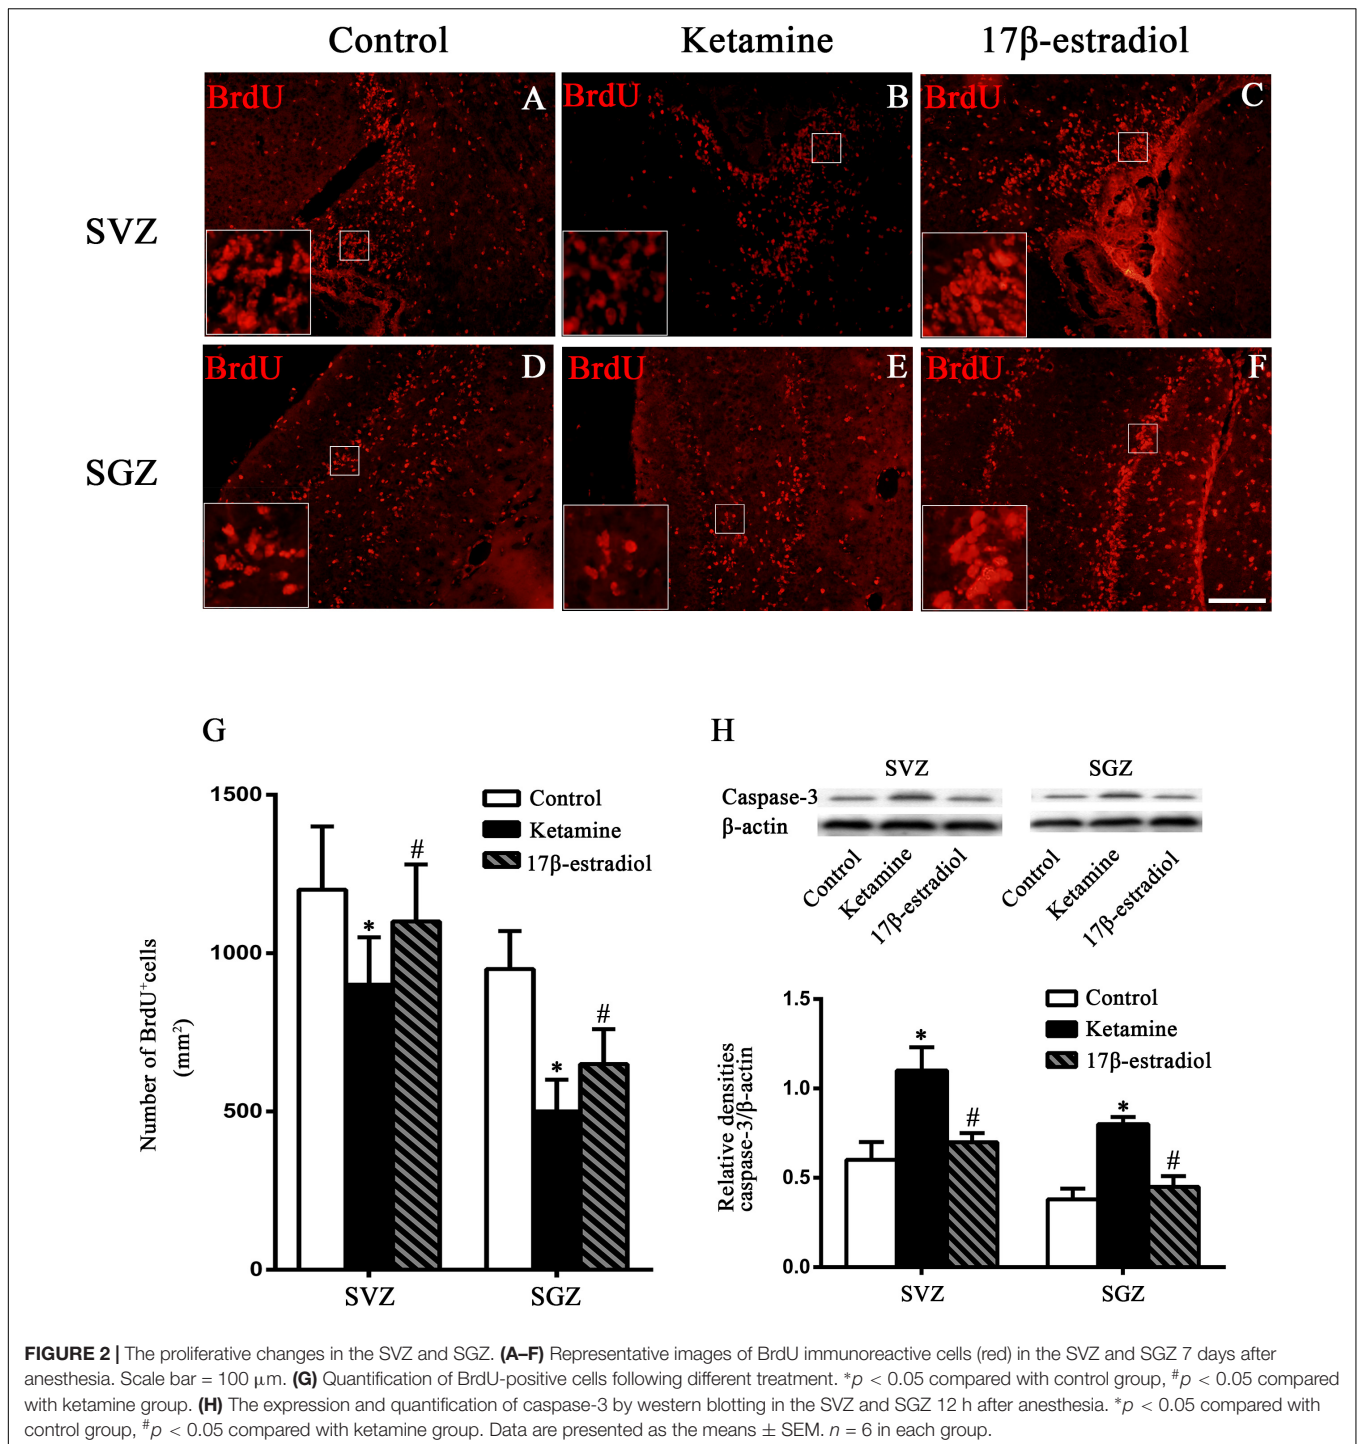 Control Ketamine 17β-estradiol
SVZ
BrdU A
BrdU B
BrdU C
SGZ
BrdU D
BrdU E
BrdU F
G
Number of BrdU⁺cells
(mm²)
1500
1000
500
0
Control
Ketamine
17β-estradiol
*
#
*
#
SVZ SGZ
H
SVZ SGZ
Caspase-3
β-actin
Control
Ketamine
17β-estradiol
Control
Ketamine
17β-estradiol
Relative densities
caspase-3/β-actin
1.5
1.0
0.5
0.0
Control
Ketamine
17β-estradiol
*
#
*
#
SVZ SGZ
FIGURE 2 | The proliferative changes in the SVZ and SGZ. (A–F) Representative images of BrdU immunoreactive cells (red) in the SVZ and SGZ 7 days after
anesthesia. Scale bar = 100 μm. (G) Quantification of BrdU-positive cells following different treatment. *p < 0.05 compared with control group, #p < 0.05 compared
with ketamine group. (H) The expression and quantification of caspase-3 by western blotting in the SVZ and SGZ 12 h after anesthesia. *p < 0.05 compared with
control group, #p < 0.05 compared with ketamine group. Data are presented as the means ± SEM. n = 6 in each group.